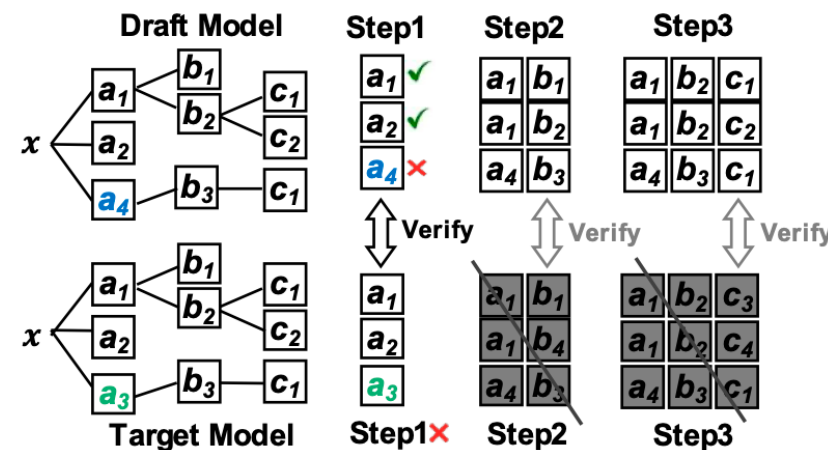 Draft Model Step1 Step2 Step3
b1
a1 a1 a1 b1 a1 b2 c1
c1
b2
x a2 a2 a1 b2 a1 b2 c2
c2
a4 b3 c1 a4 a4 b3 a4 b3 c1
Verify Verify Verify
b1
a1 c1 a1 a1 b1 a1 b2 c3
b2
x a2 c2 a2 a1 b4 a1 b2 c4
a3 b3 c1 a3 a4 b3 a4 b3 c1
Target Model Step1 Step2 Step3